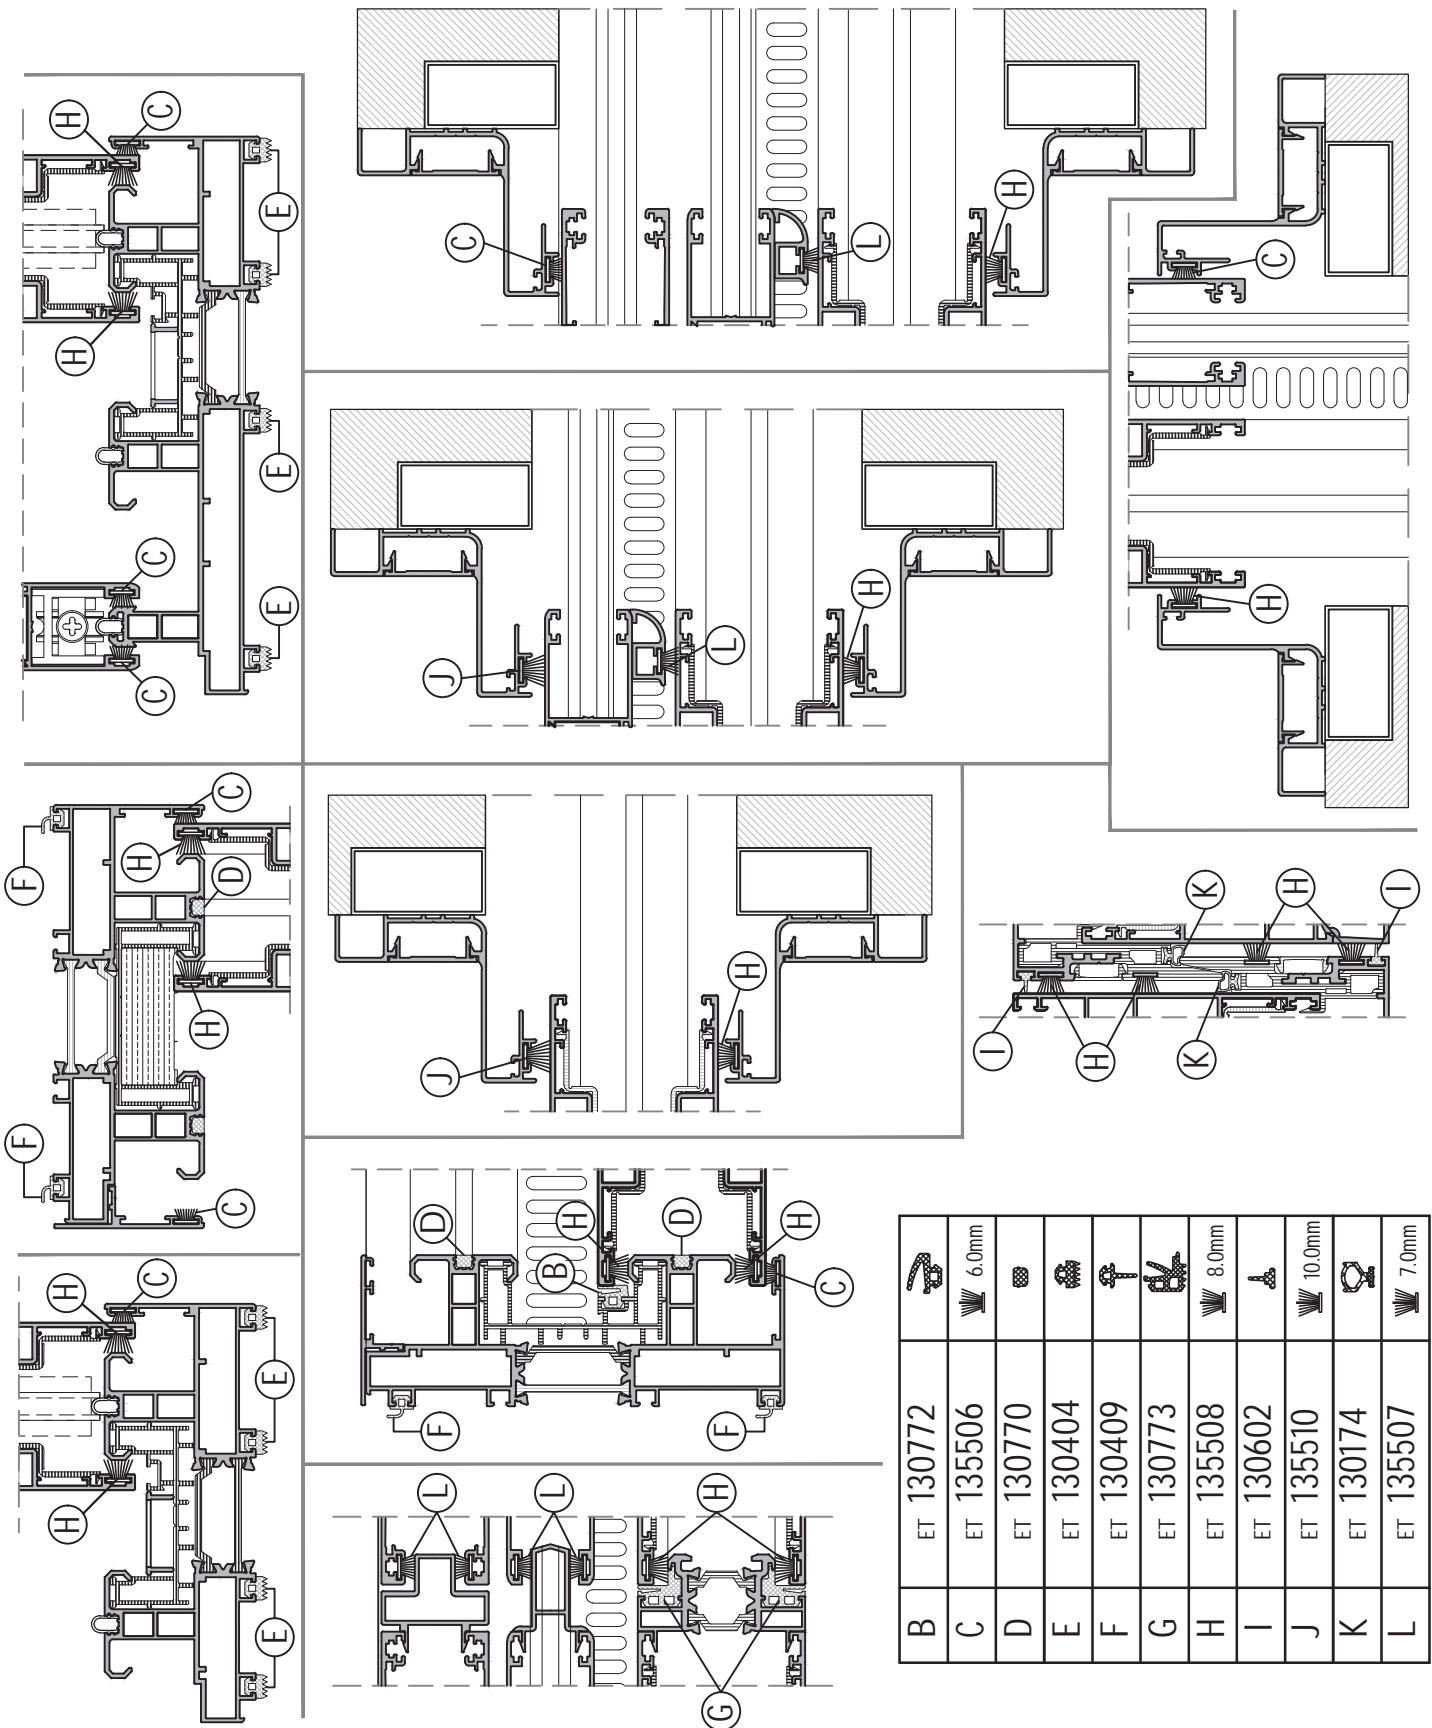 H
C
H
E
E
C
E
C
C
H
L
J
H
L
C
H
F
C
H
D
H
F
C
J
H
K
H
I
I
H
K
D
H
D
H
B
C
F
F
H
C
E
H
E
L
L
H
G
B ET 130772
C ET 135506 6.0mm
D ET 130770
E ET 130404
F ET 130409
G ET 130773
H ET 135508 8.0mm
I ET 130602
J ET 135510 10.0mm
K ET 130174
L ET 135507 7.0mm